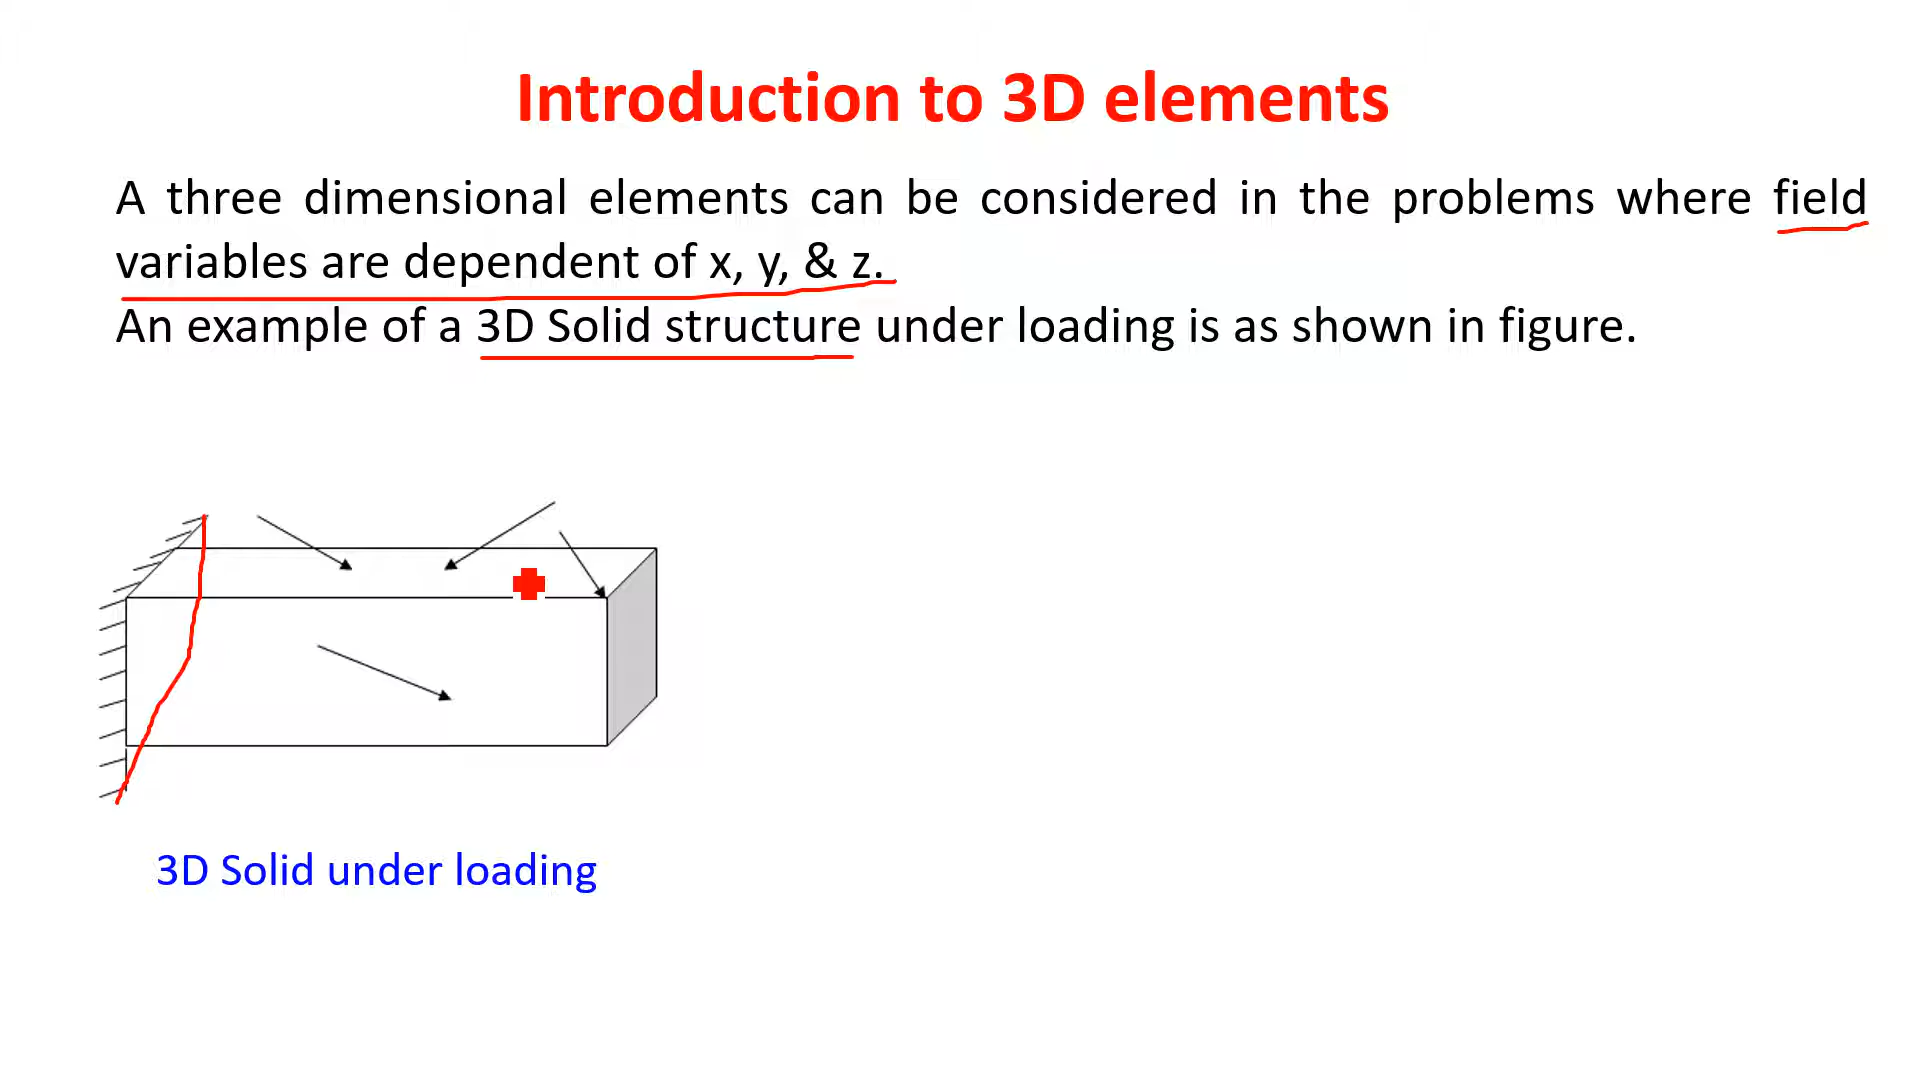 Introduction to 3D elements
A three dimensional elements can be considered in the problems where field
variables are dependent of x, y, & z.
An example of a 3D Solid structure under loading is as shown in figure.
3D Solid under loading